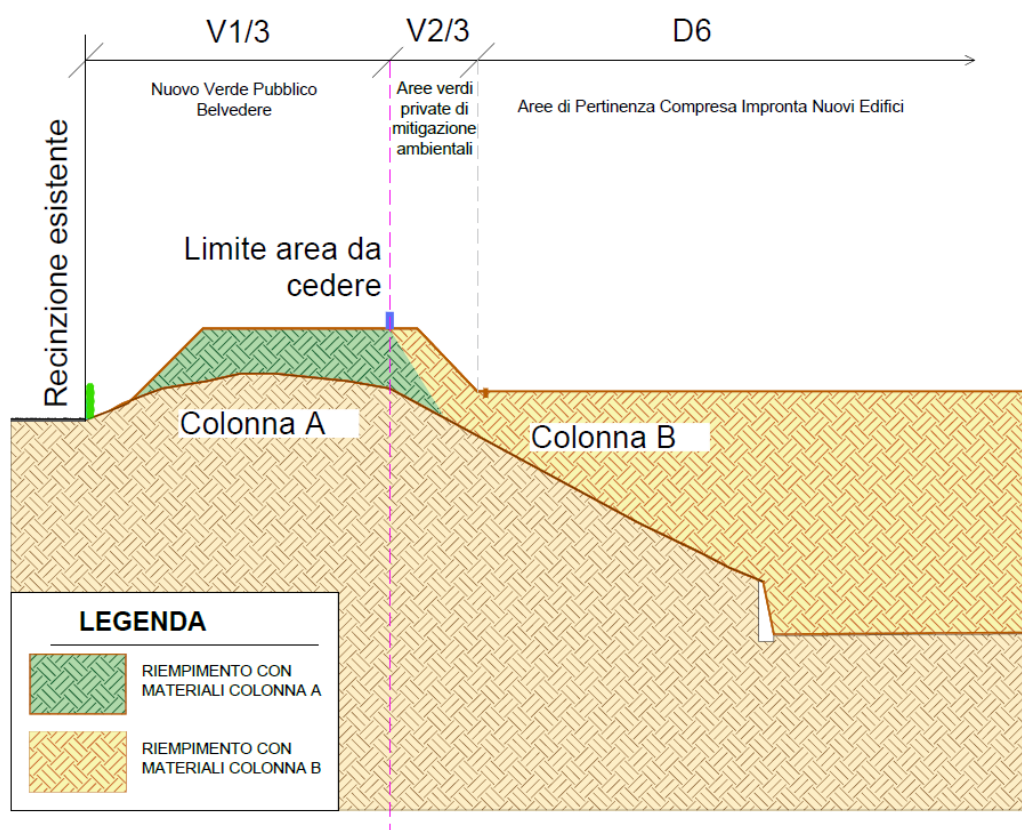 V1/3
V2/3
D6
Nuovo Verde Pubblico
Belvedere
Aree verdi
private di
mitigazione
ambientali
Aree di Pertinenza Compresa Impronta Nuovi Edifici
Recinzione esistente
Limite area da
cedere
Colonna A
Colonna B
LEGENDA
RIEMPIMENTO CON
MATERIALI COLONNA A
RIEMPIMENTO CON
MATERIALI COLONNA B